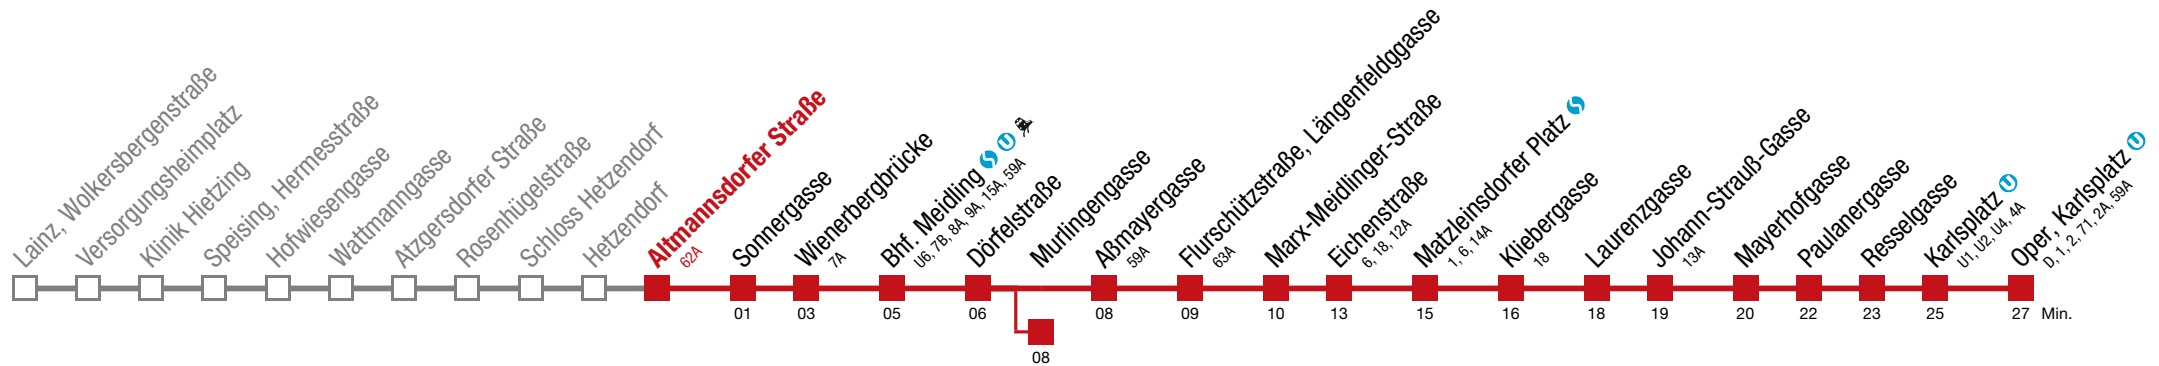 Lainz, Wolkersbergenstraße
Versorgungsheimplatz
Klinik Hietzing
Speising, Hermesstraße
Hofwiesengasse
Wattmanngasse
Atzgersdorfer Straße
Rosenhügelstraße
Schloss Hetzendorf
Hetzendorf
Altmannsdorfer Straße
62A
Sonnergasse
Wienerbergbrücke
7A
Bhf. Meidling
U6, 7B, 8A, 9A, 15A, 59A
Dörfelstraße
Murlingengasse
Aßmayergasse
59A
Flurschützstraße, Längenfeldggasse
63A
Marx-Meidlinger-Straße
Eichenstraße
6, 18, 12A
Matzleinsdorfer Platz
1, 6, 14A
Kliebergasse
18
Laurenzgasse
Johann-Strauß-Gasse
13A
Mayerhofgasse
Paulanergasse
Resselgasse
Karlsplatz U
U1, U2, U4, 4A
Oper, Karlsplatz U
D, 1, 2, 71, 2A, 59A
01 03 05 06 08 09 10 13 15 16 18 19 20 22 23 25 27 Min.
08